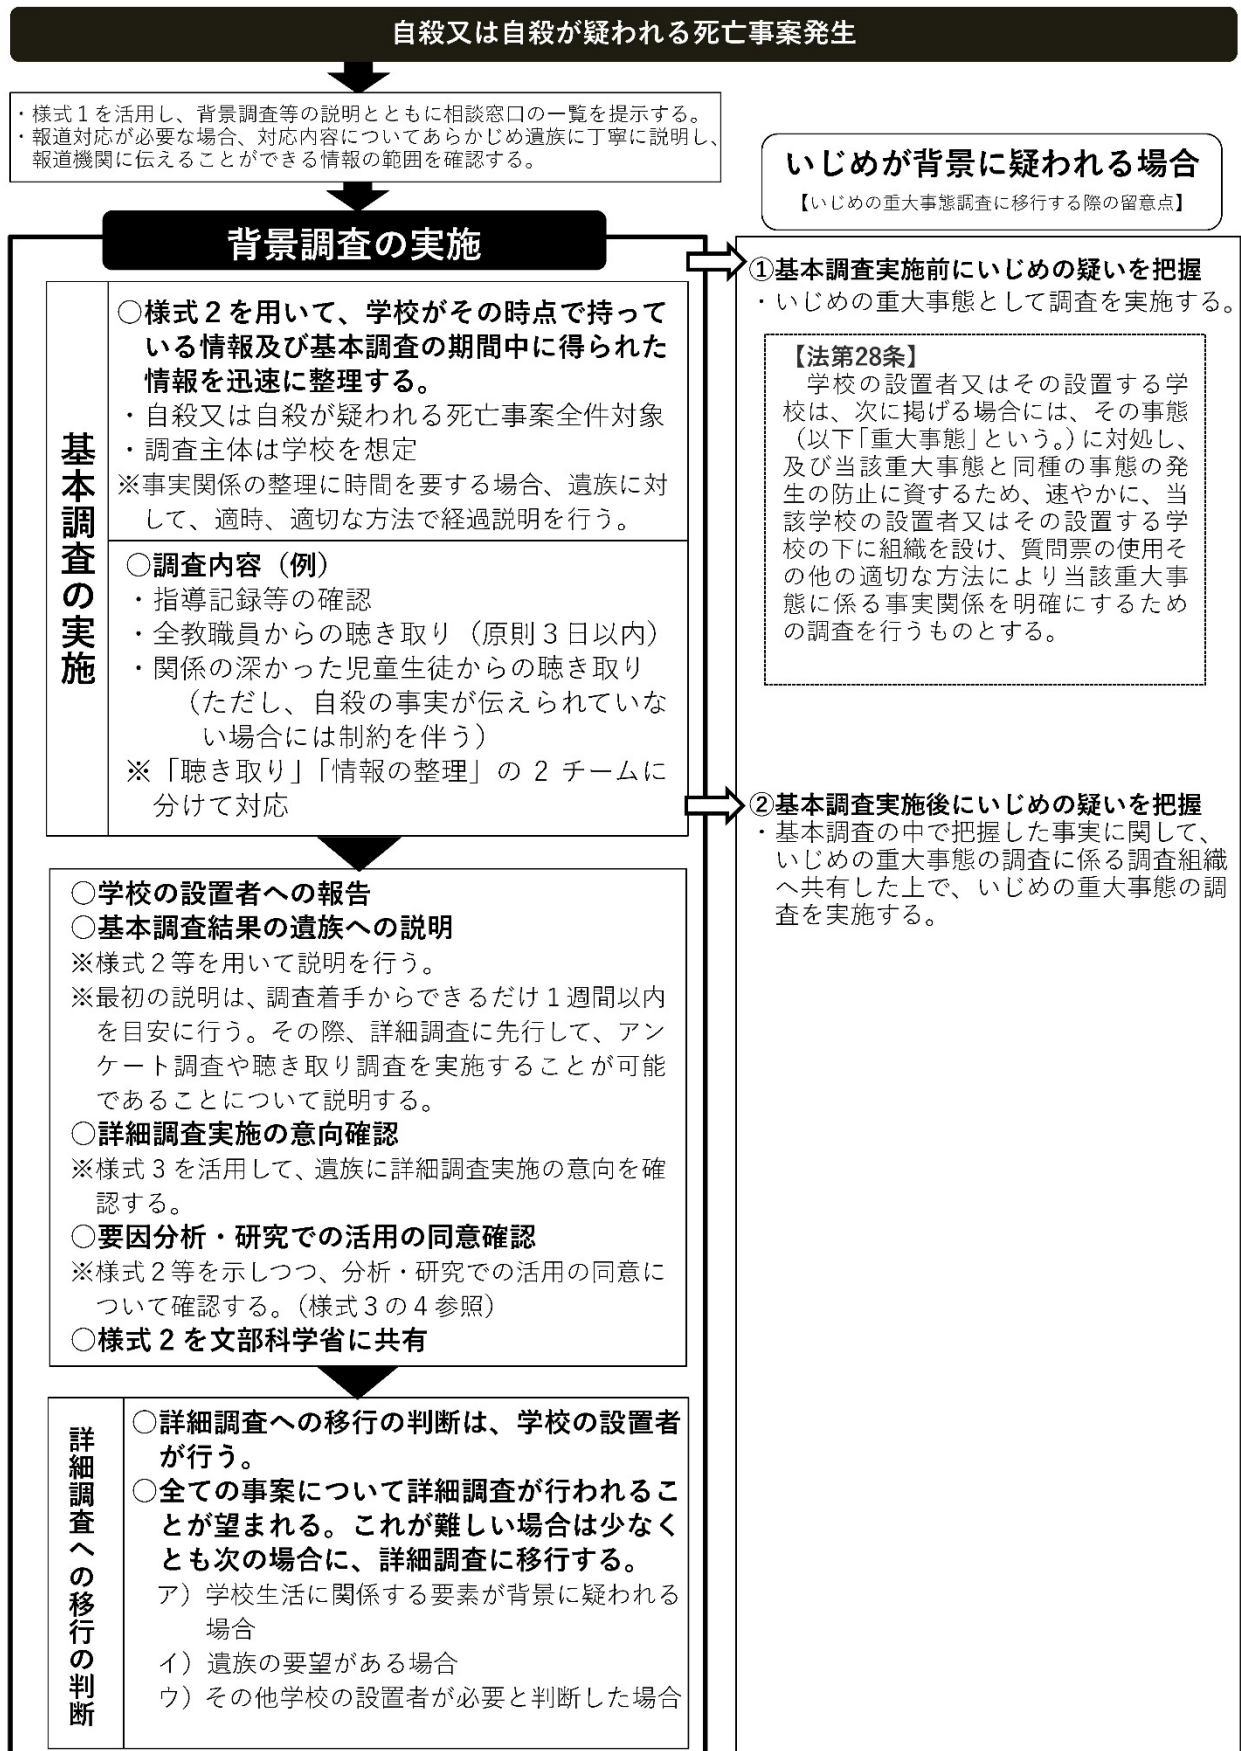 自殺又は自殺が疑われる死亡事案発生
・様式１を活用し、背景調査等の説明とともに相談窓口の一覧を提示する。
・報道対応が必要な場合、対応内容についてあらかじめ遺族に丁寧に説明し、
報道機関に伝えることができる情報の範囲を確認する。
背景調査の実施
基本調査の実施
○様式２を用いて、学校がその時点で持って
いる情報及び基本調査の期間中に得られた
情報を迅速に整理する。
・自殺又は自殺が疑われる死亡事案全件対象
・調査主体は学校を想定
※事実関係の整理に時間を要する場合、遺族に対
して、適時、適切な方法で経過説明を行う。
○調査内容（例）
・指導記録等の確認
・全教職員からの聴き取り（原則３日以内）
・関係の深かった児童生徒からの聴き取り
（ただし、自殺の事実が伝えられていな
い場合には制約を伴う）
※「聴き取り」「情報の整理」の２チームに
分けて対応
○学校の設置者への報告
○基本調査結果の遺族への説明
※様式２等を用いて説明を行う。
※最初の説明は、調査着手からできるだけ１週間以内
を目安に行う。その際、詳細調査に先行して、アン
ケート調査や聴き取り調査を実施することが可能
であることについて説明する。
○詳細調査実施の意向確認
※様式３を活用して、遺族に詳細調査実施の意向を確
認する。
○要因分析・研究での活用の同意確認
※様式２等を示しつつ、分析・研究での活用の同意に
ついて確認する。（様式３の４参照）
○様式２を文部科学省に共有
詳細調査への移行の判断
○詳細調査への移行の判断は、学校の設置者
が行う。
○全ての事案について詳細調査が行われるこ
とが望まれる。これが難しい場合は少なく
とも次の場合に、詳細調査に移行する。
ア）学校生活に関係する要素が背景に疑われる
場合
イ）遺族の要望がある場合
ウ）その他学校の設置者が必要と判断した場合
いじめが背景に疑われる場合
【いじめの重大事態調査に移行する際の留意点】
①基本調査実施前にいじめの疑いを把握
・いじめの重大事態として調査を実施する。
【法第28条】
学校の設置者又はその設置する学
校は、次に掲げる場合には、その事態
（以下「重大事態」という。）に対処し、
及び当該重大事態と同種の事態の発
生の防止に資するため、速やかに、当
該学校の設置者又はその設置する学
校の下に組織を設け、質問票の使用そ
の他の適切な方法により当該重大事
態に係る事実関係を明確にするため
の調査を行うものとする。
②基本調査実施後にいじめの疑いを把握
・基本調査の中で把握した事実に関して、
いじめの重大事態の調査に係る調査組織
へ共有した上で、いじめの重大事態の調
査を実施する。